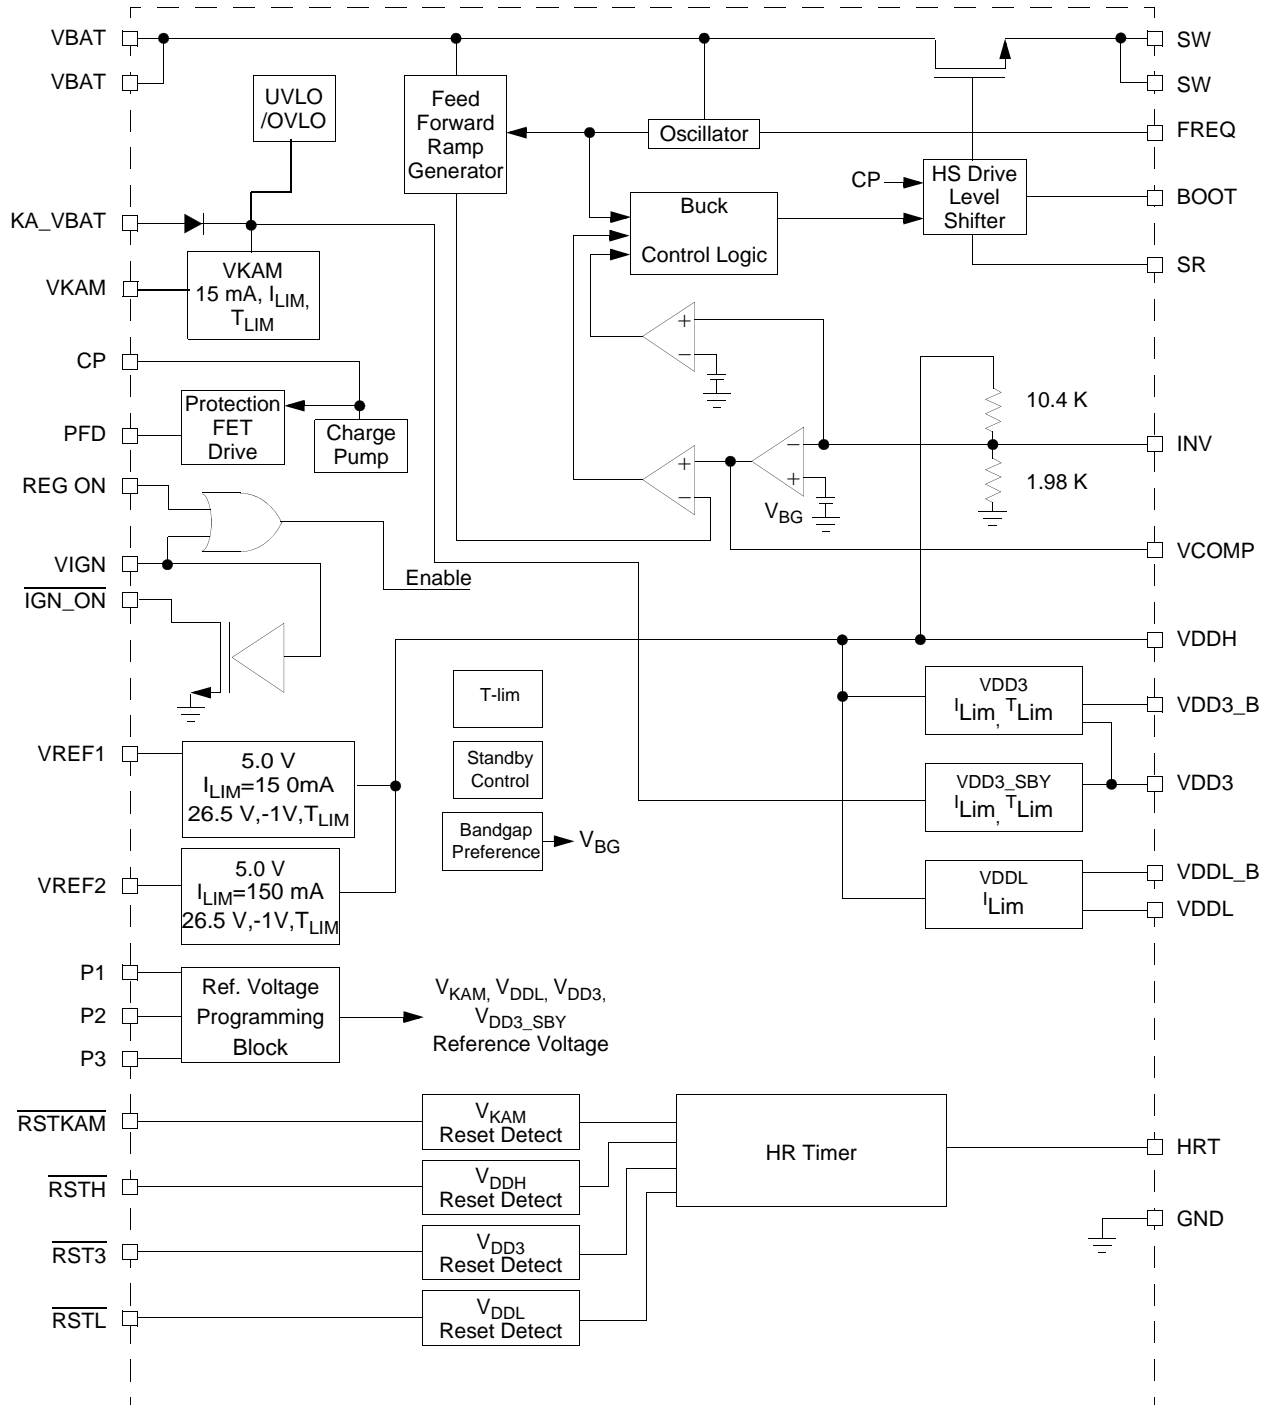 VBAT
SW
VBAT
SW
UVLO
/OVLO
Feed
Forward
Ramp
Generator
Oscillator
FREQ
CP
HS Drive
Level
Shifter
BOOT
Buck
Control Logic
KA_VBAT
SR
VKAM
VKAM
15 mA, ILIM,
TLIM
+
−
CP
10.4 K
Protection
FET
Drive
PFD
Charge
Pump
INV
−
+
+
−
1.98 K
REG ON
VBG
VCOMP
VIGN
Enable
IGN_ON
VDDH
T-lim
VDD3
ILim, TLim
VDD3_B
VREF1
5.0 V
ILIM=15 0mA
26.5 V,-1V,TLIM
Standby
Control
VDD3_SBY
ILim, TLim
VDD3
Bandgap
Preference
VBG
VREF2
5.0 V
ILIM=150 mA
26.5 V,-1V,TLIM
VDDL
ILim
VDDL_B
VDDL
P1
P2
P3
Ref. Voltage
Programming
Block
VKAM, VDDL, VDD3,
VDD3_SBY
Reference Voltage
RSTKAM
VKAM
Reset Detect
HR Timer
HRT
RSTH
VDDH
Reset Detect
GND
RST3
VDD3
Reset Detect
RSTL
VDDL
Reset Detect